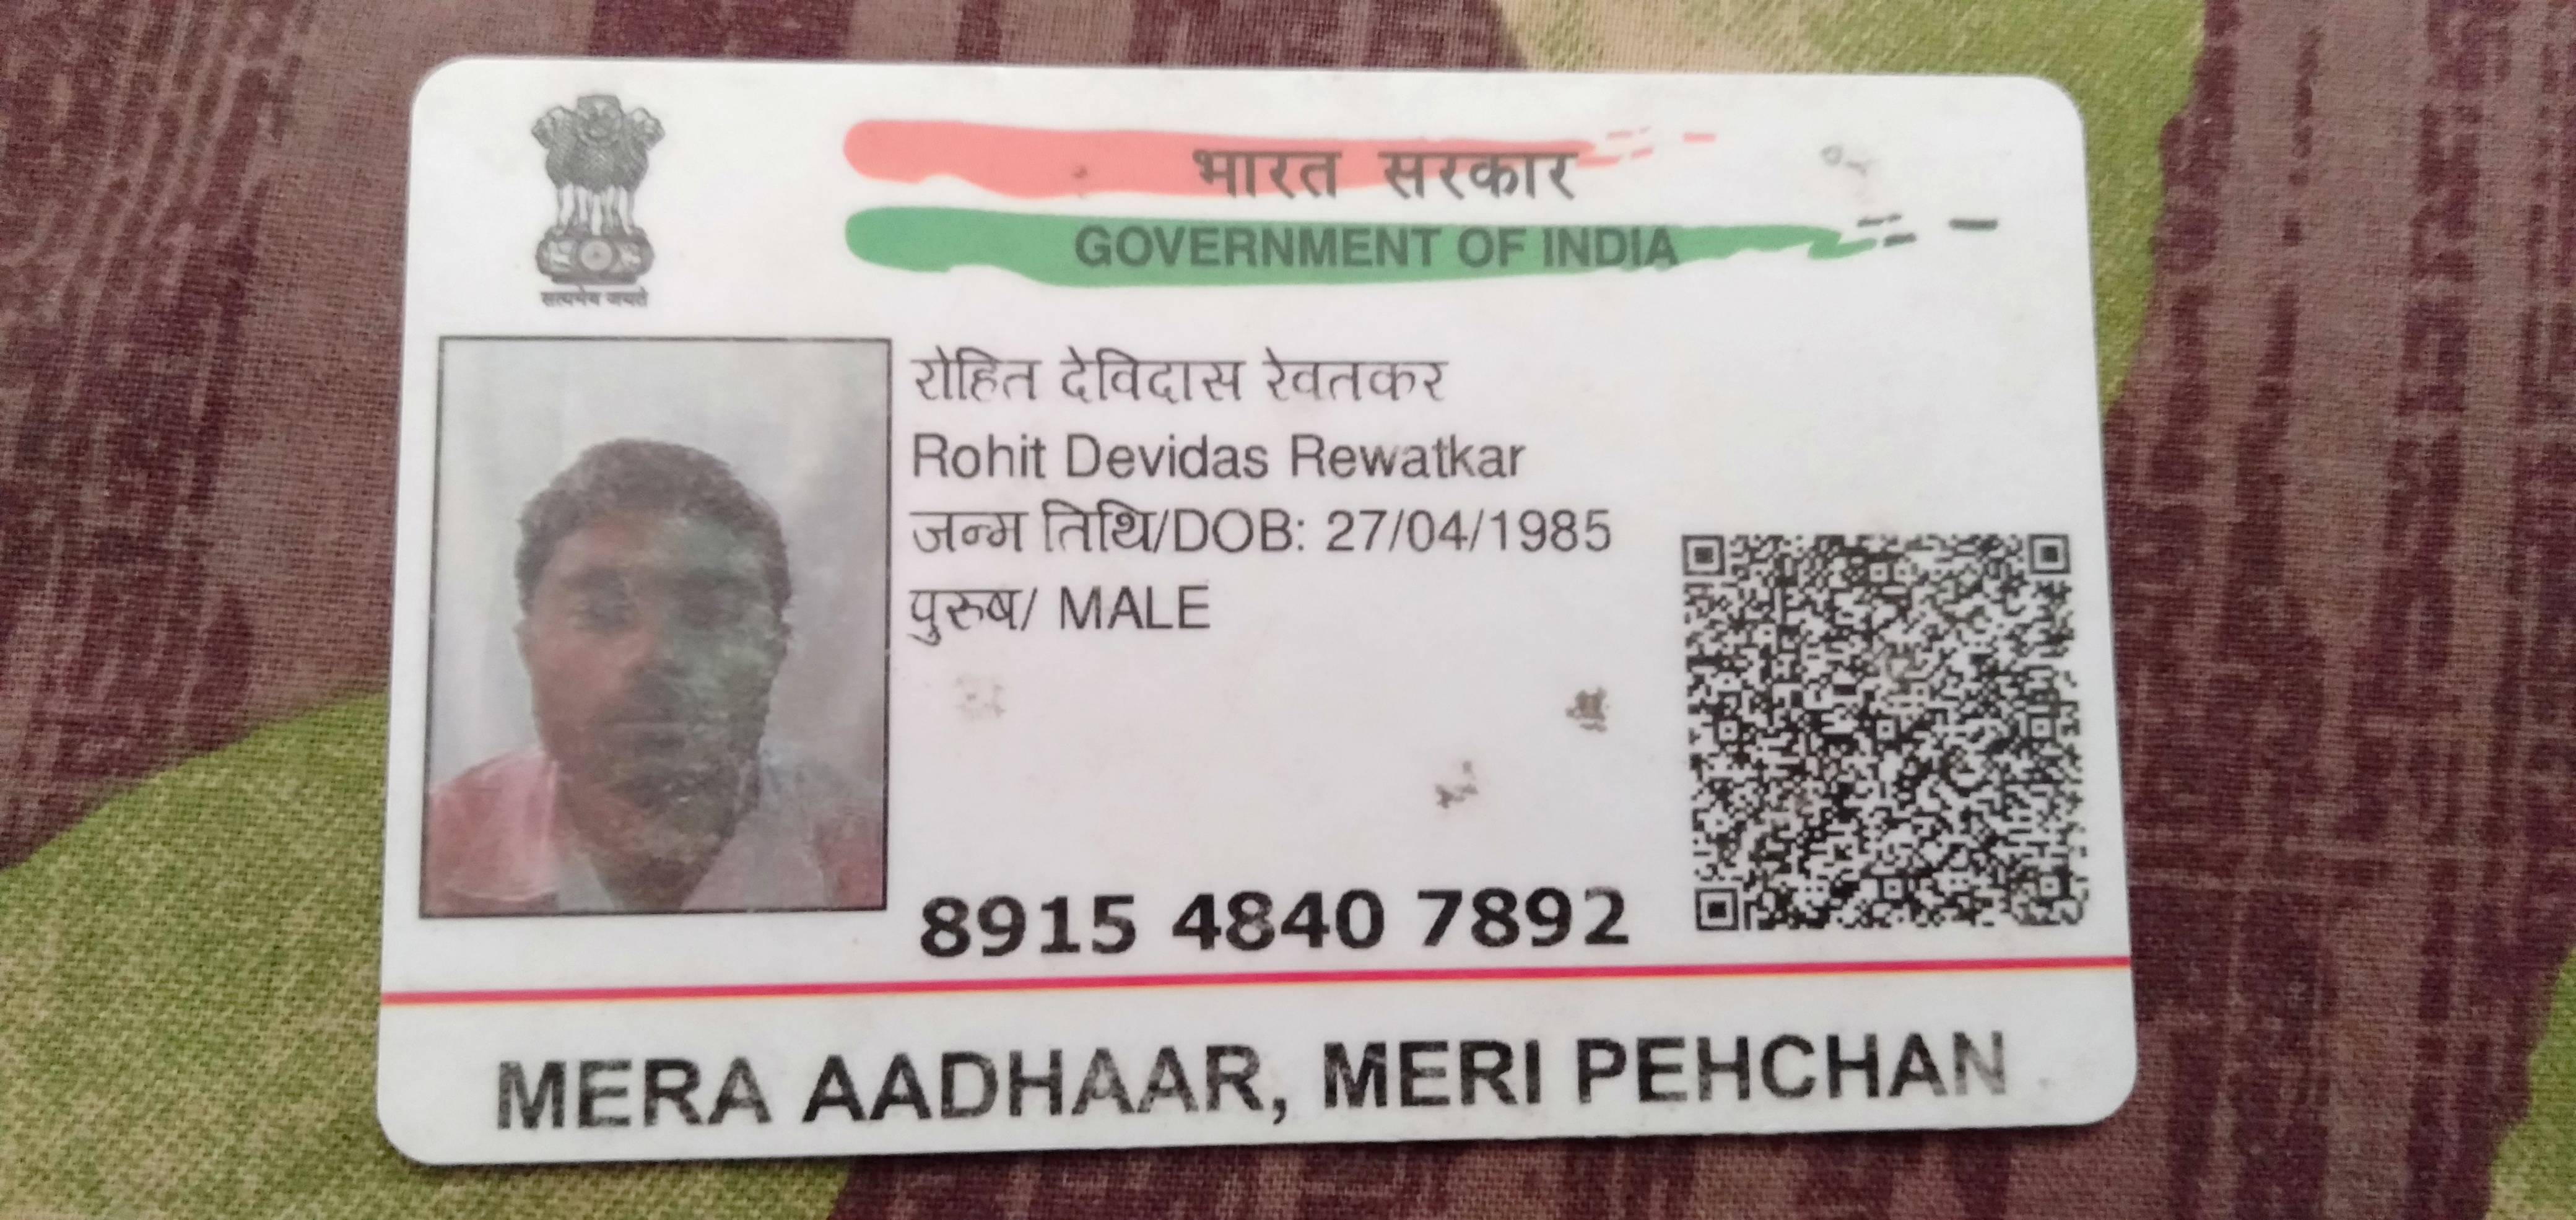 भारत सरकार
GOVERNMENT OF INDIA
सत्यमेव जयते
रोहित देविदास रेवतकर
Rohit Devidas Rewatkar
जन्म तिथि/DOB: 27/04/1985
पुरुष/ MALE
8915 4840 7892
MERA AADHAAR, MERI PEHCHAN